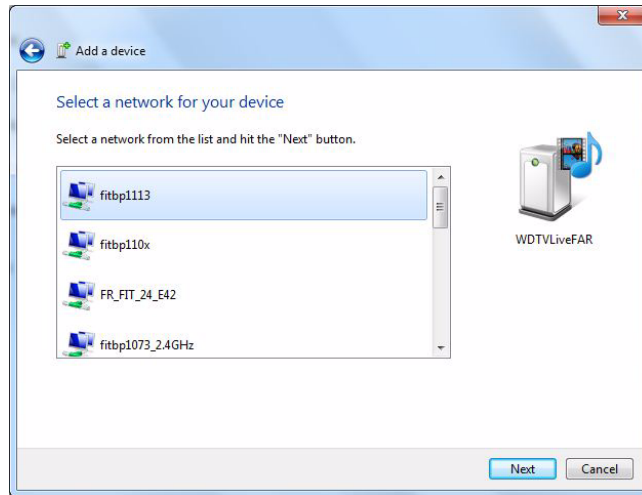 Add a device
Select a network for your device
Select a network from the list and hit the "Next" button.
fitbp1113
fitbp110x
FR_FIT_24_E42
fitbp1073_2.4GHz
WDTVLiveFAR
Next
Cancel